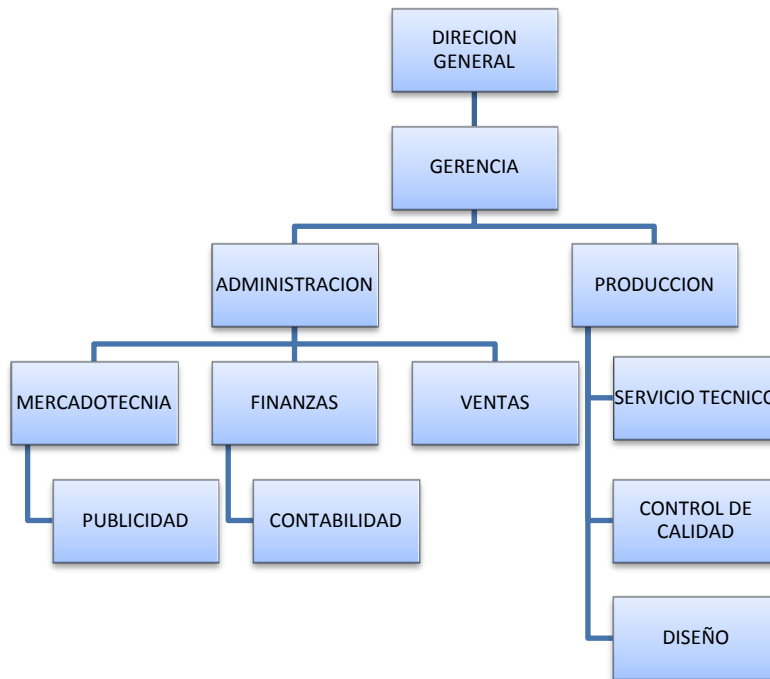 DIRECION
GENERAL
GERENCIA
ADMINISTRACION
PRODUCCION
MERCADOTECNIA
FINANZAS
VENTAS
SERVICIO TECNICO
PUBLICIDAD
CONTABILIDAD
CONTROL DE
CALIDAD
DISEÑO